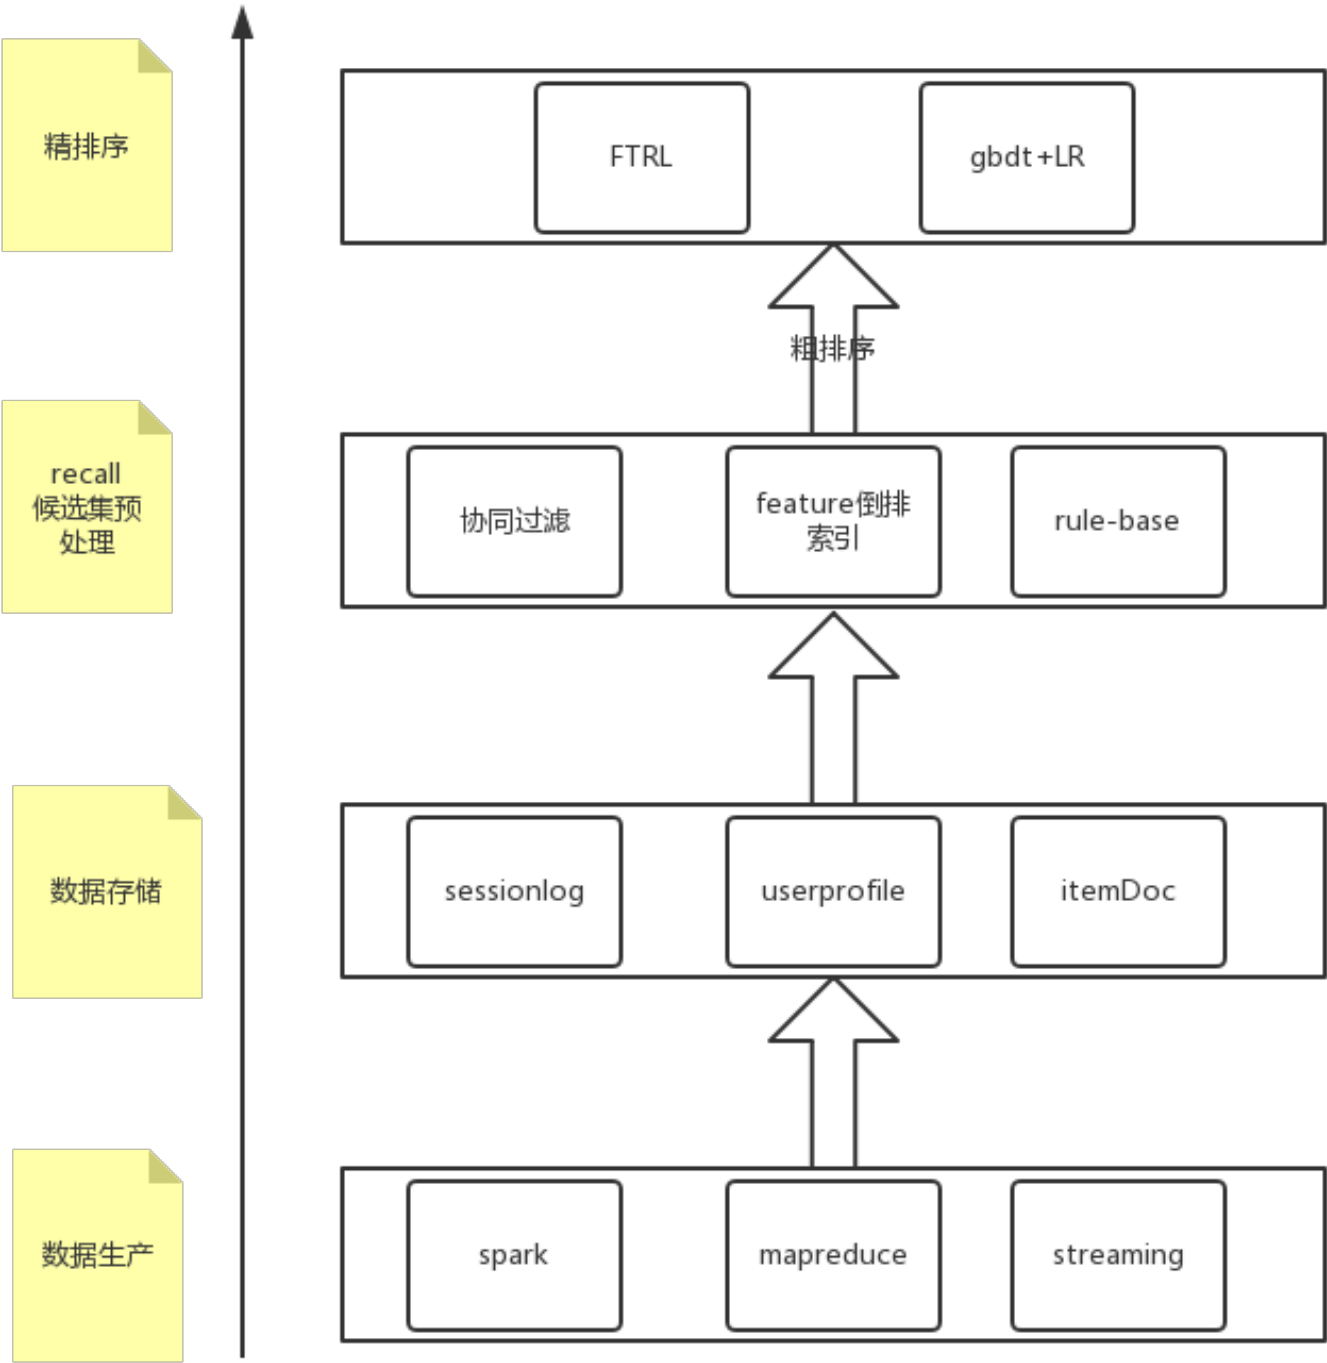 精排序
FTRL
gbdt+LR
粗排序
recall
候选集预
处理
协同过滤
feature倒排
索引
rule-base
数据存储
sessionlog
userprofile
itemDoc
数据生产
spark
mapreduce
streaming